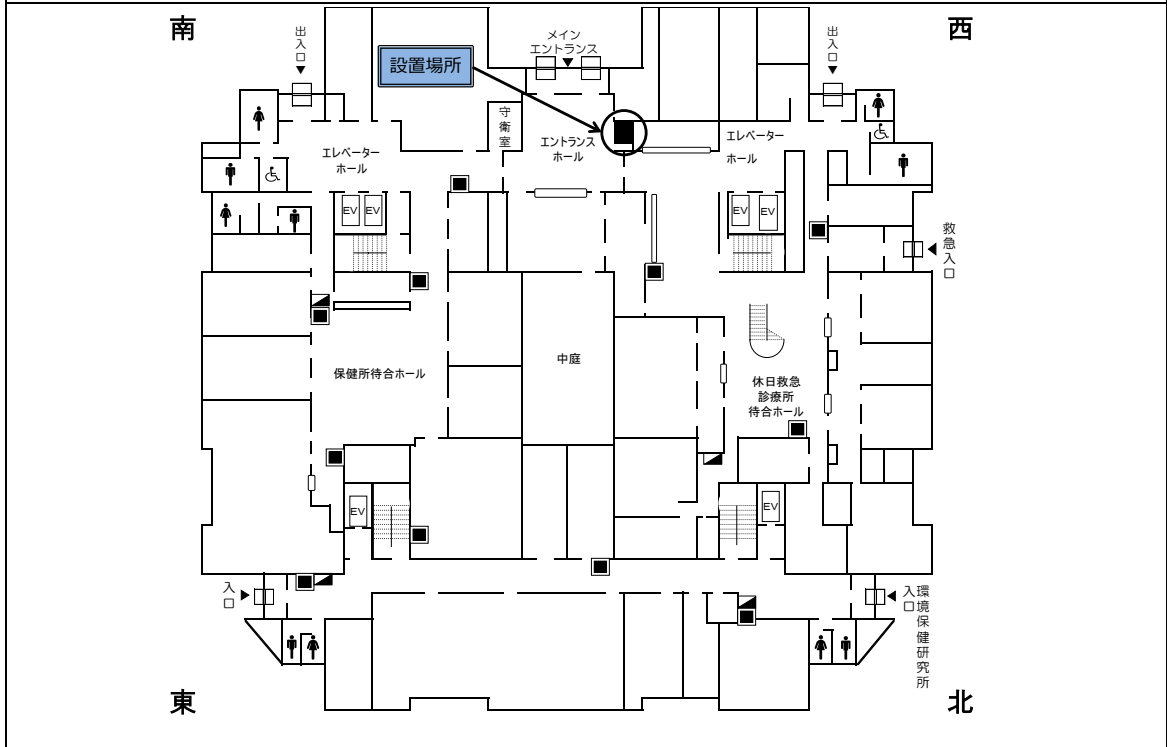 南
西
出入口
メイン
エントランス
出入口
設置場所
守衛室
エントランス
ホール
エレベーター
ホール
エレベーター
ホール
EV
EV
EV
EV
救急入口
中庭
保健所待合ホール
休日救急
診療所
待合ホール
EV
EV
入口
環境保健研究所
入口
東
北